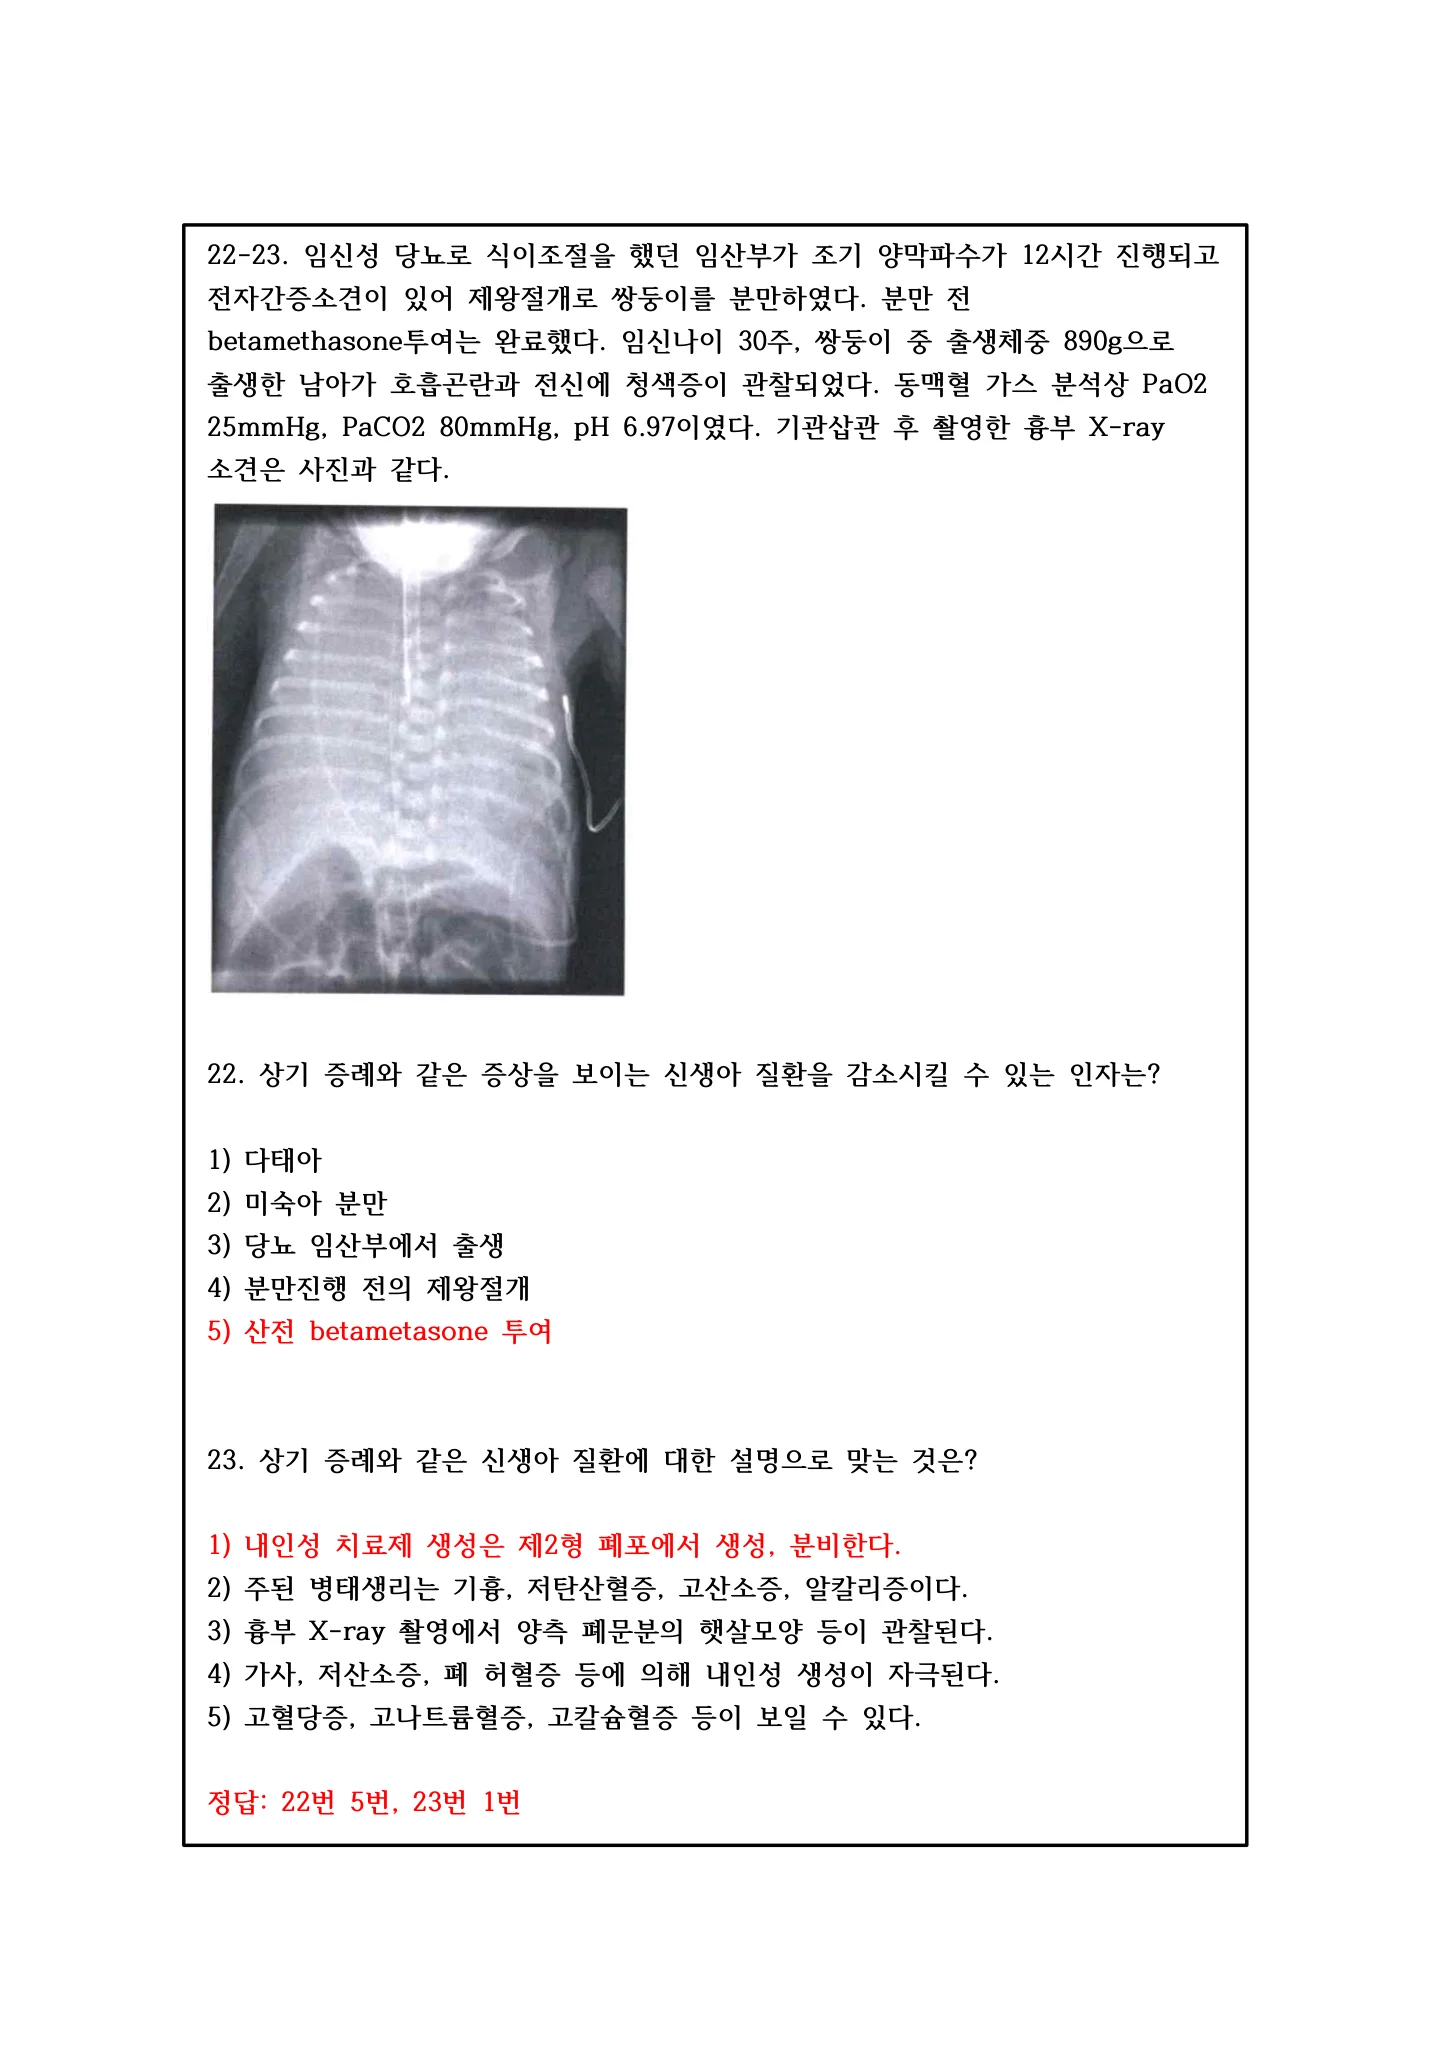 22-23. 임신성 당뇨로 식이조절을 했던 임산부가 조기 양막파수가 12시간 진행되고
전자간증소견이 있어 제왕절개로 쌍둥이를 분만하였다. 분만 전
betamethasone투여는 완료했다. 임신나이 30주, 쌍둥이 중 출생체중 890g으로
출생한 남아가 호흡곤란과 전신에 청색증이 관찰되었다. 동맥혈 가스 분석상 PaO2
25mmHg, PaCO2 80mmHg, pH 6.97이였다. 기관삽관 후 촬영한 흉부 X-ray
소견은 사진과 같다.
22. 상기 증례와 같은 증상을 보이는 신생아 질환을 감소시킬 수 있는 인자는?
1) 다태아
2) 미숙아 분만
3) 당뇨 임산부에서 출생
4) 분만진행 전의 제왕절개
5) 산전 betametasone 투여
23. 상기 증례와 같은 신생아 질환에 대한 설명으로 맞는 것은?
1) 내인성 치료제 생성은 제2형 폐포에서 생성, 분비한다.
2) 주된 병태생리는 기흉, 저탄산혈증, 고산소증, 알칼리증이다.
3) 흉부 X-ray 촬영에서 양측 폐문분의 햇살모양 등이 관찰된다.
4) 가사, 저산소증, 폐 허혈증 등에 의해 내인성 생성이 자극된다.
5) 고혈당증, 고나트륨혈증, 고칼슘혈증 등이 보일 수 있다.
정답: 22번 5번, 23번 1번